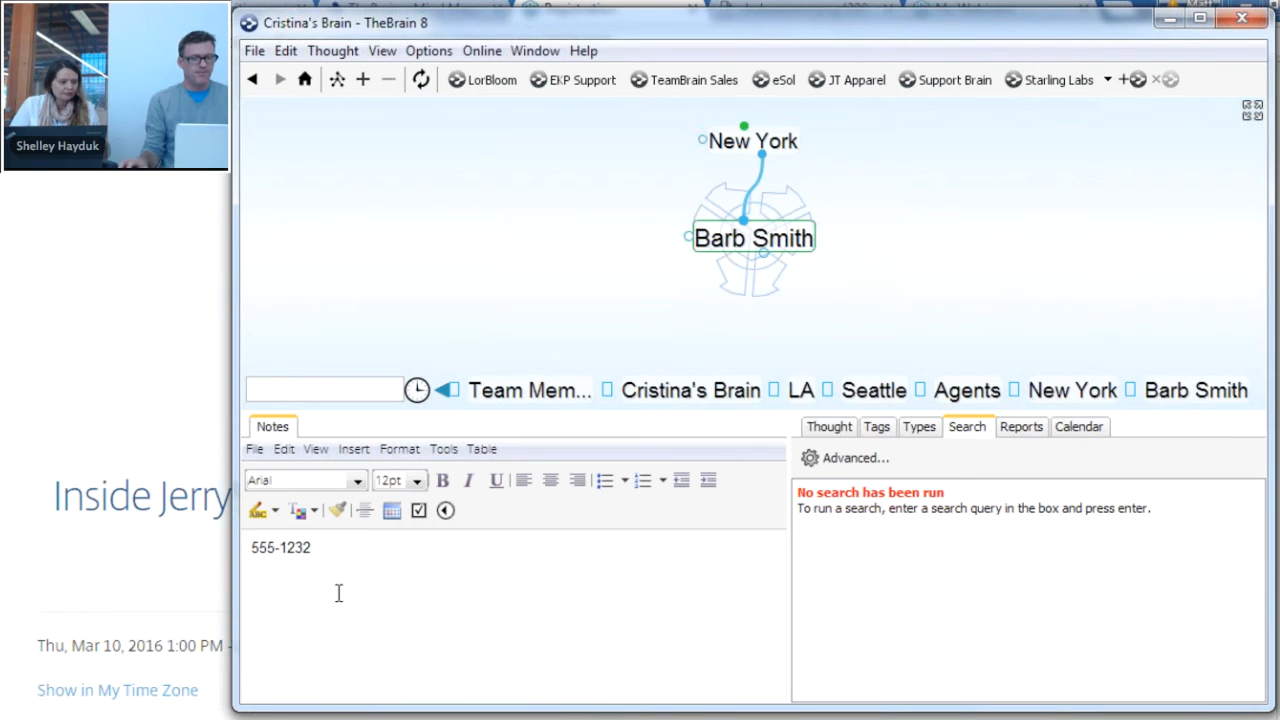 Cristina's Brain - TheBrain 8
File Edit Thought View Options Online Window Help
LorBloom EKP Support TeamBrain Sales eSol JT Apparel Support Brain Starling Labs
Shelley Hayduk
New York
Barb Smith
Team Mem... Cristina's Brain LA Seattle Agents New York Barb Smith
Notes
File Edit View Insert Format Tools Table
Arial 12pt B I U
ABC T
555-1232
Thought Tags Types Search Reports Calendar
Advanced...
No search has been run
To run a search, enter a search query in the box and press enter.
Inside Jerry
Thu, Mar 10, 2016 1:00 PM -
Show in My Time Zone